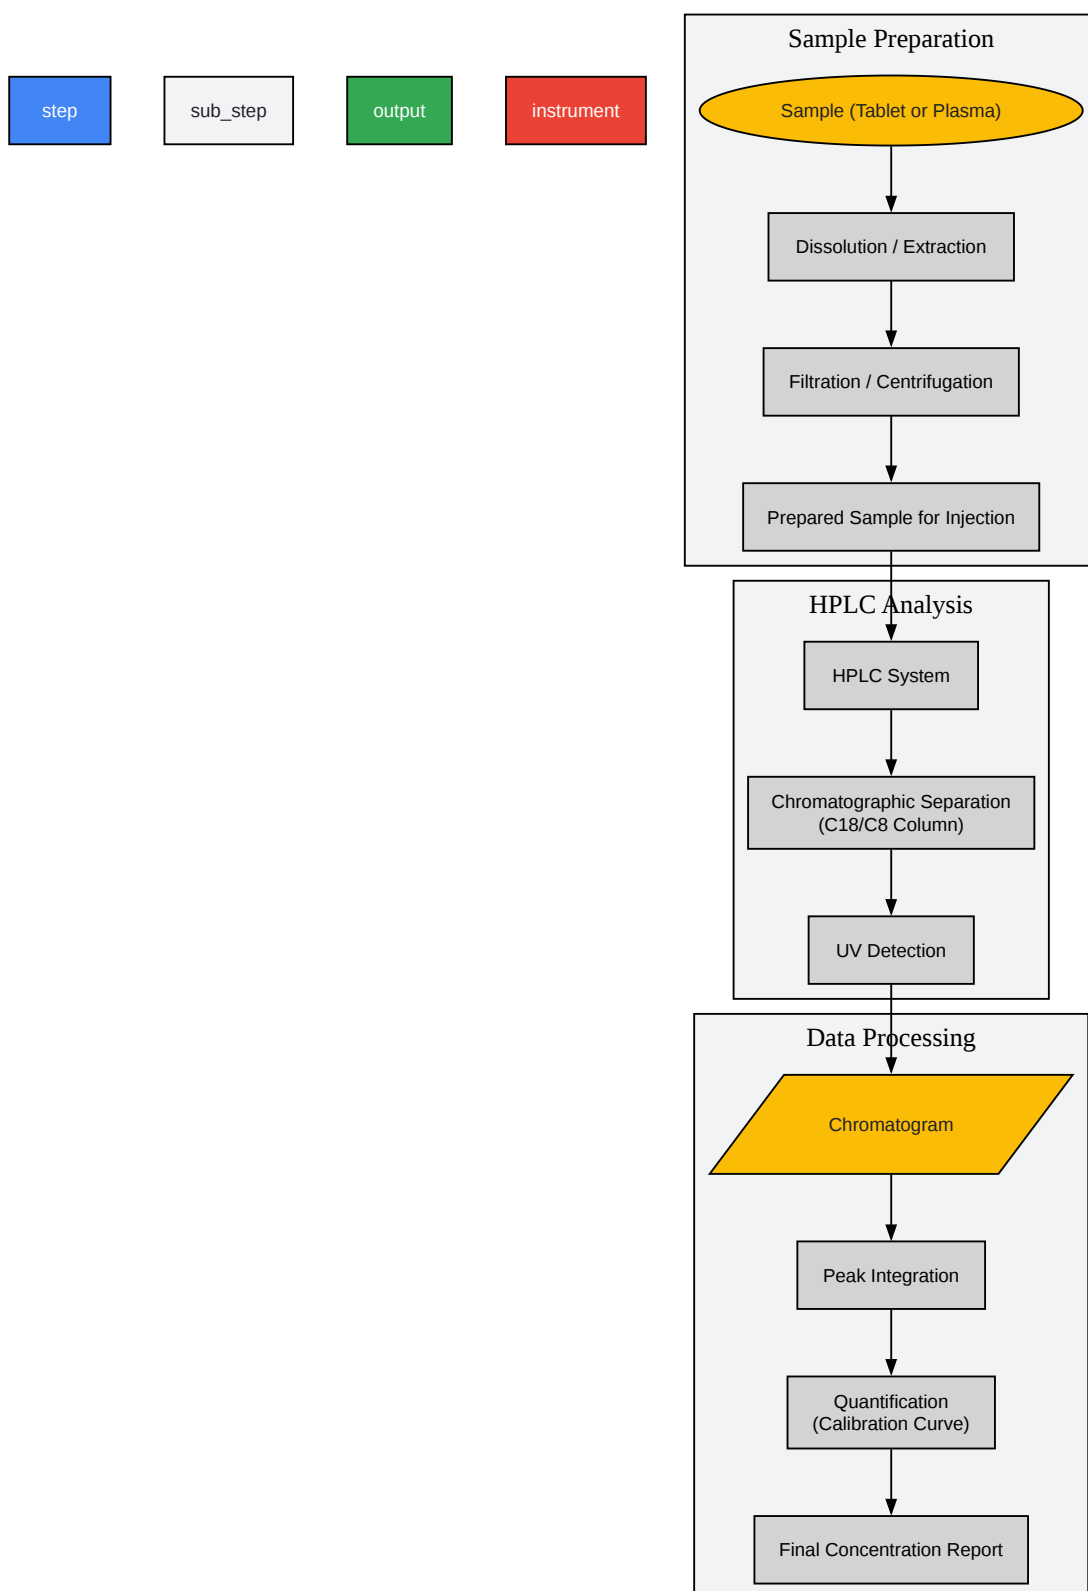 step
sub_step
output
instrument
Sample Preparation
Sample (Tablet or Plasma)
Dissolution / Extraction
Filtration / Centrifugation
Prepared Sample for Injection
HPLC Analysis
HPLC System
Chromatographic Separation
(C18/C8 Column)
UV Detection
Data Processing
Chromatogram
Peak Integration
Quantification
(Calibration Curve)
Final Concentration Report